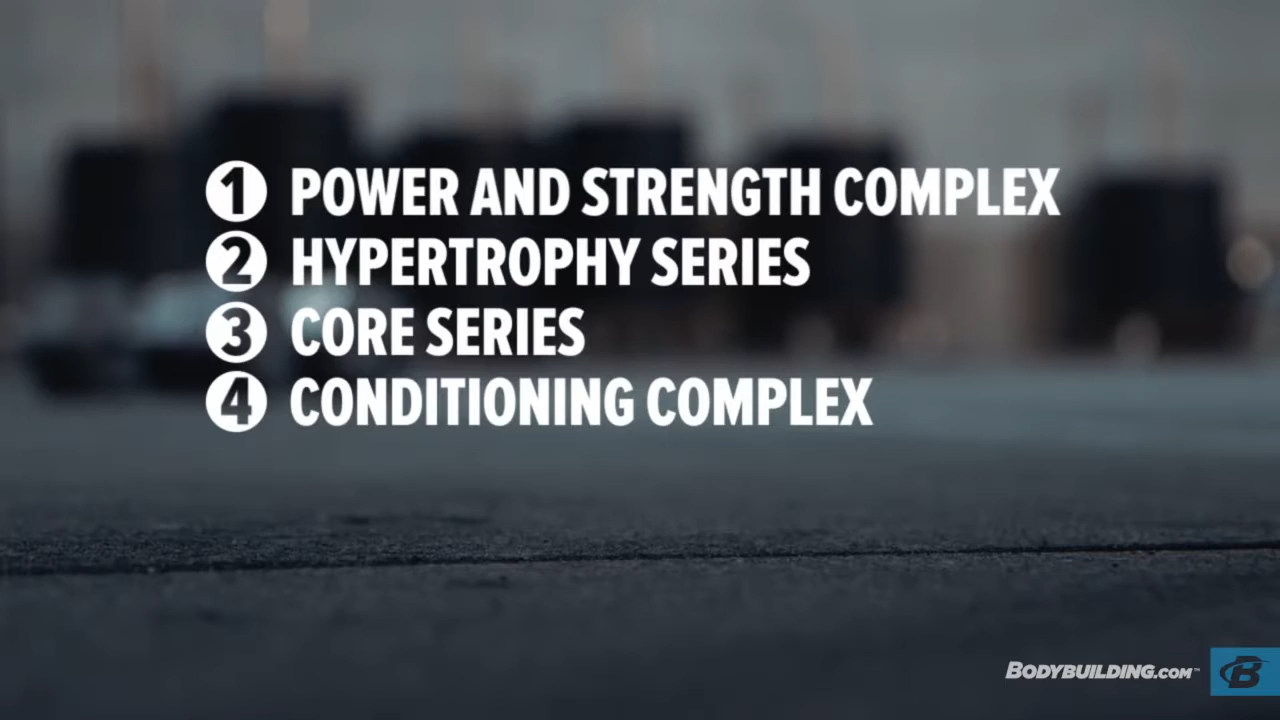 1 POWER AND STRENGTH COMPLEX
2 HYPERTROPHY SERIES
3 CORE SERIES
4 CONDITIONING COMPLEX
BODYBUILDING.COM™ B